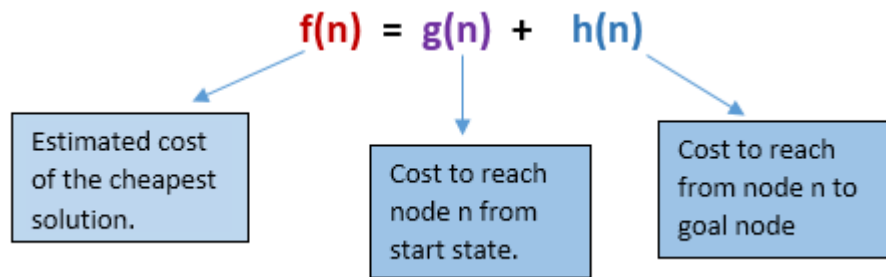 f(n) = g(n) + h(n)
Estimated cost
of the cheapest
solution.
Cost to reach
node n from
start state.
Cost to reach
from node n to
goal node